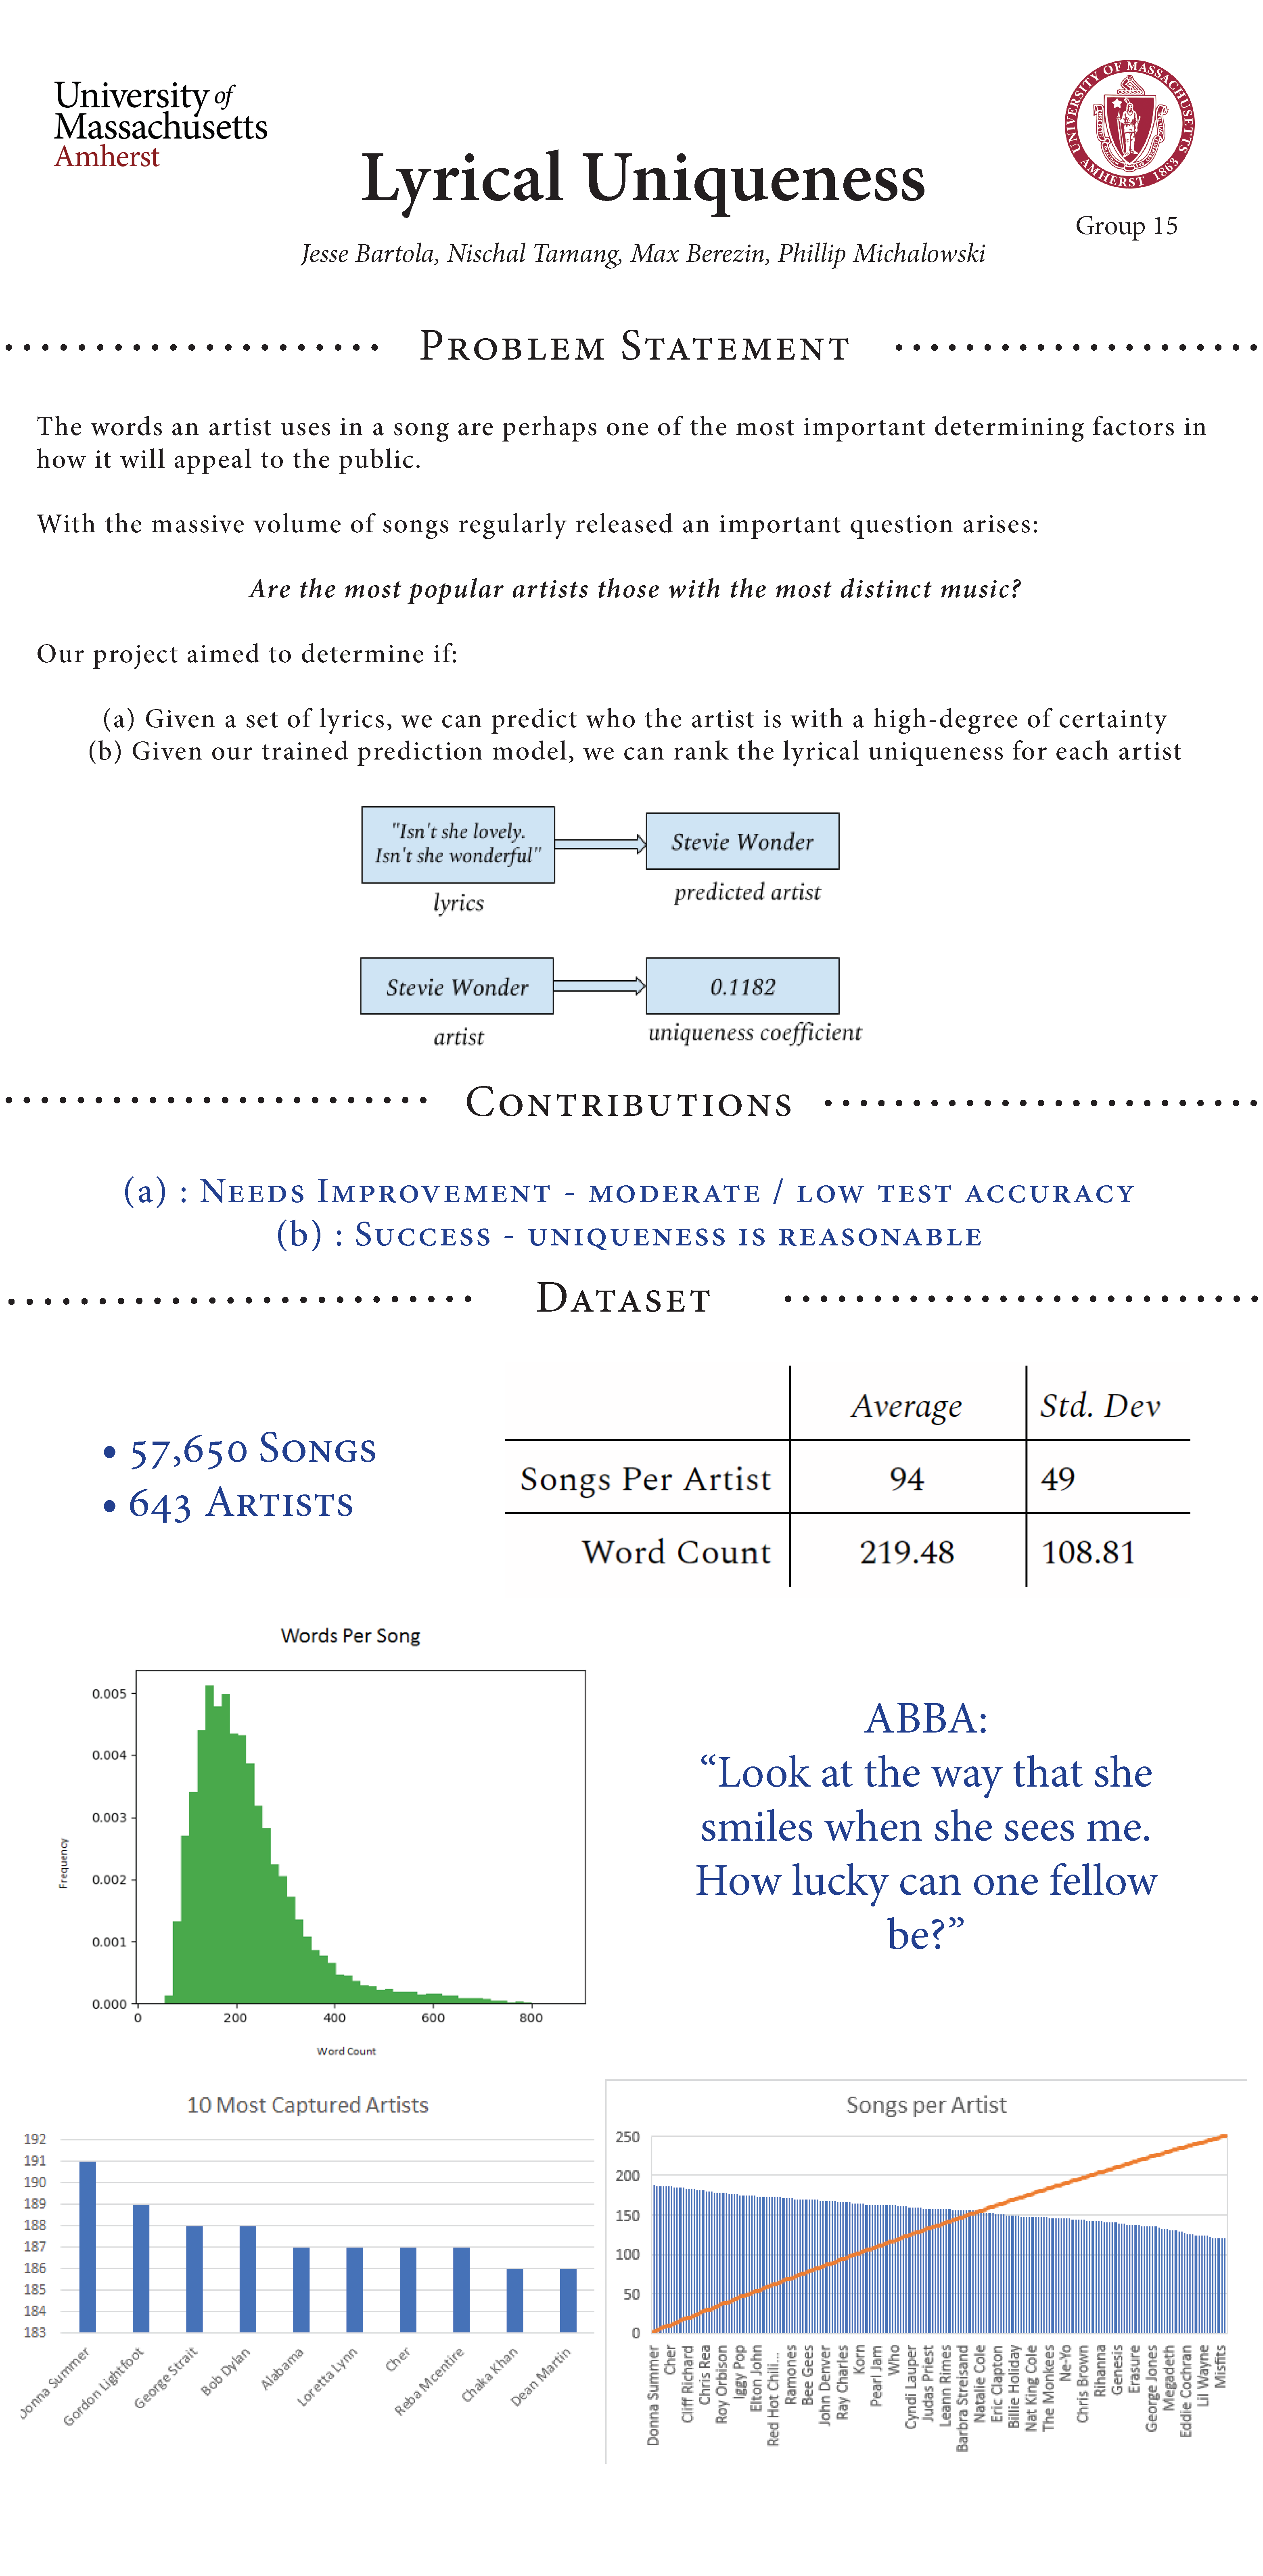 University of
Massachusetts
Amherst
UNIVERSITY OF MASSACHUSETTS
AMHERST 1863
Lyrical Uniqueness
Group 15
Jesse Bartola, Nischal Tamang, Max Berezin, Phillip Michalowski
Problem Statement
The words an artist uses in a song are perhaps one of the most important determining factors in
how it will appeal to the public.
With the massive volume of songs regularly released an important question arises:
Are the most popular artists those with the most distinct music?
Our project aimed to determine if:
(a) Given a set of lyrics, we can predict who the artist is with a high-degree of certainty
(b) Given our trained prediction model, we can rank the lyrical uniqueness for each artist
"Isn't she lovely.
Isn't she wonderful"
lyrics
Stevie Wonder
predicted artist
Stevie Wonder
artist
0.1182
uniqueness coefficient
Contributions
(a) : Needs Improvement - moderate / low test accuracy
(b) : Success - uniqueness is reasonable
Dataset
• 57,650 Songs
• 643 Artists
Average Std. Dev
Songs Per Artist 94 49
Word Count 219.48 108.81
Words Per Song
0.005
0.004
0.003
0.002
0.001
0.000
Frequency
0 200 400 600 800
Word Count
ABBA:
“Look at the way that she
smiles when she sees me.
How lucky can one fellow
be?”
10 Most Captured Artists
192
191
190
189
188
187
186
185
184
183
Donna Summer
Gordon Lightfoot
George Strait
Bob Dylan
Alabama
Loretta Lynn
Cher
Reba Mcentire
Chaka Khan
Dean Martin
Songs per Artist
250
200
150
100
50
0
Donna Summer
Cher
Cliff Richard
Chris Rea
Roy Orbison
Iggy Pop
Elton John
Red Hot Chili...
Ramones
Bee Gees
John Denver
Ray Charles
Korn
Pearl Jam
Who
Cyndi Lauper
Judas Priest
Leann Rimes
Barbra Streisand
Natalie Cole
Eric Clapton
Billie Holiday
Nat King Cole
The Monkees
Ne-Yo
Chris Brown
Rihanna
Genesis
Erasure
George Jones
Megadeth
Eddie Cochran
Lil Wayne
Misfits